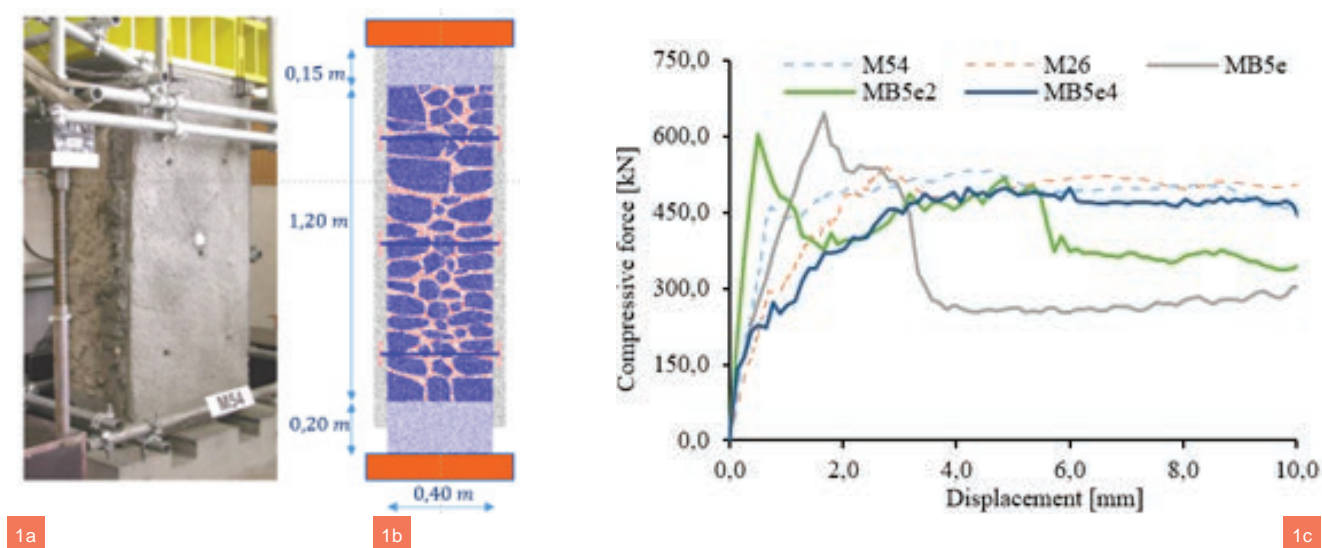 M54
0,15 m
1,20 m
0,20 m
0,40 m
M54 M26 MB5e
MB5e2 MB5e4
Compressive force [kN]
750,0
600,0
450,0
300,0
150,0
0,0
0,0 2,0 4,0 6,0 8,0 10,0
Displacement [mm]
1a 1b 1c